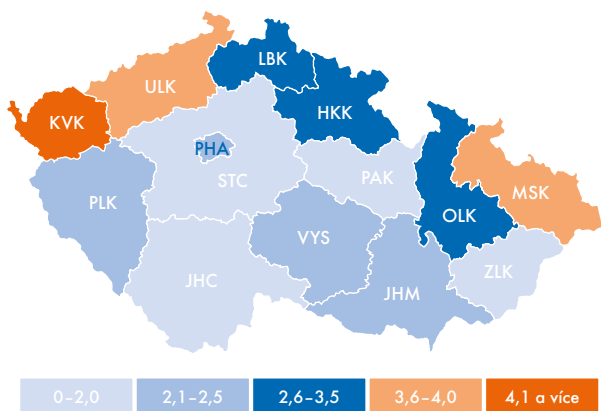 LBK
ULK
HKK
KVK
PHA
STC
PAK
PLK
MSK
OLK
VYS
ZLK
JHC
JHM
0–2,0
2,1–2,5
2,6–3,5
3,6–4,0
4,1 a více